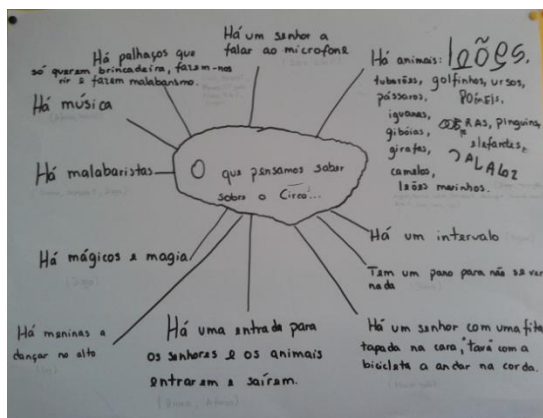 Há um senhor a
falar ao microfone
Há palhaços que
só querem brincadeira, fazem-nos
rir e fazem malabarismo.
Há música
Há malabaristas
Há mágicos e magia
Há meninas a
dançar no alto
O que pensamos saber
sobre o Circo...
Há animais: leões.
tubarões, golfinhos, ursos,
pássaros, póneis.
iguanas,
gibóias, pinguins,
girafas, elefantes,
camelos,
leões marinhos.
Há um intervalo
Tem um pano para não se ver
nada
Há uma entrada para
os senhores e os animais
entrarem e saírem.
Há um senhor com uma fita
tapada na cara, "tará" com a
bicicleta a andar na corda.